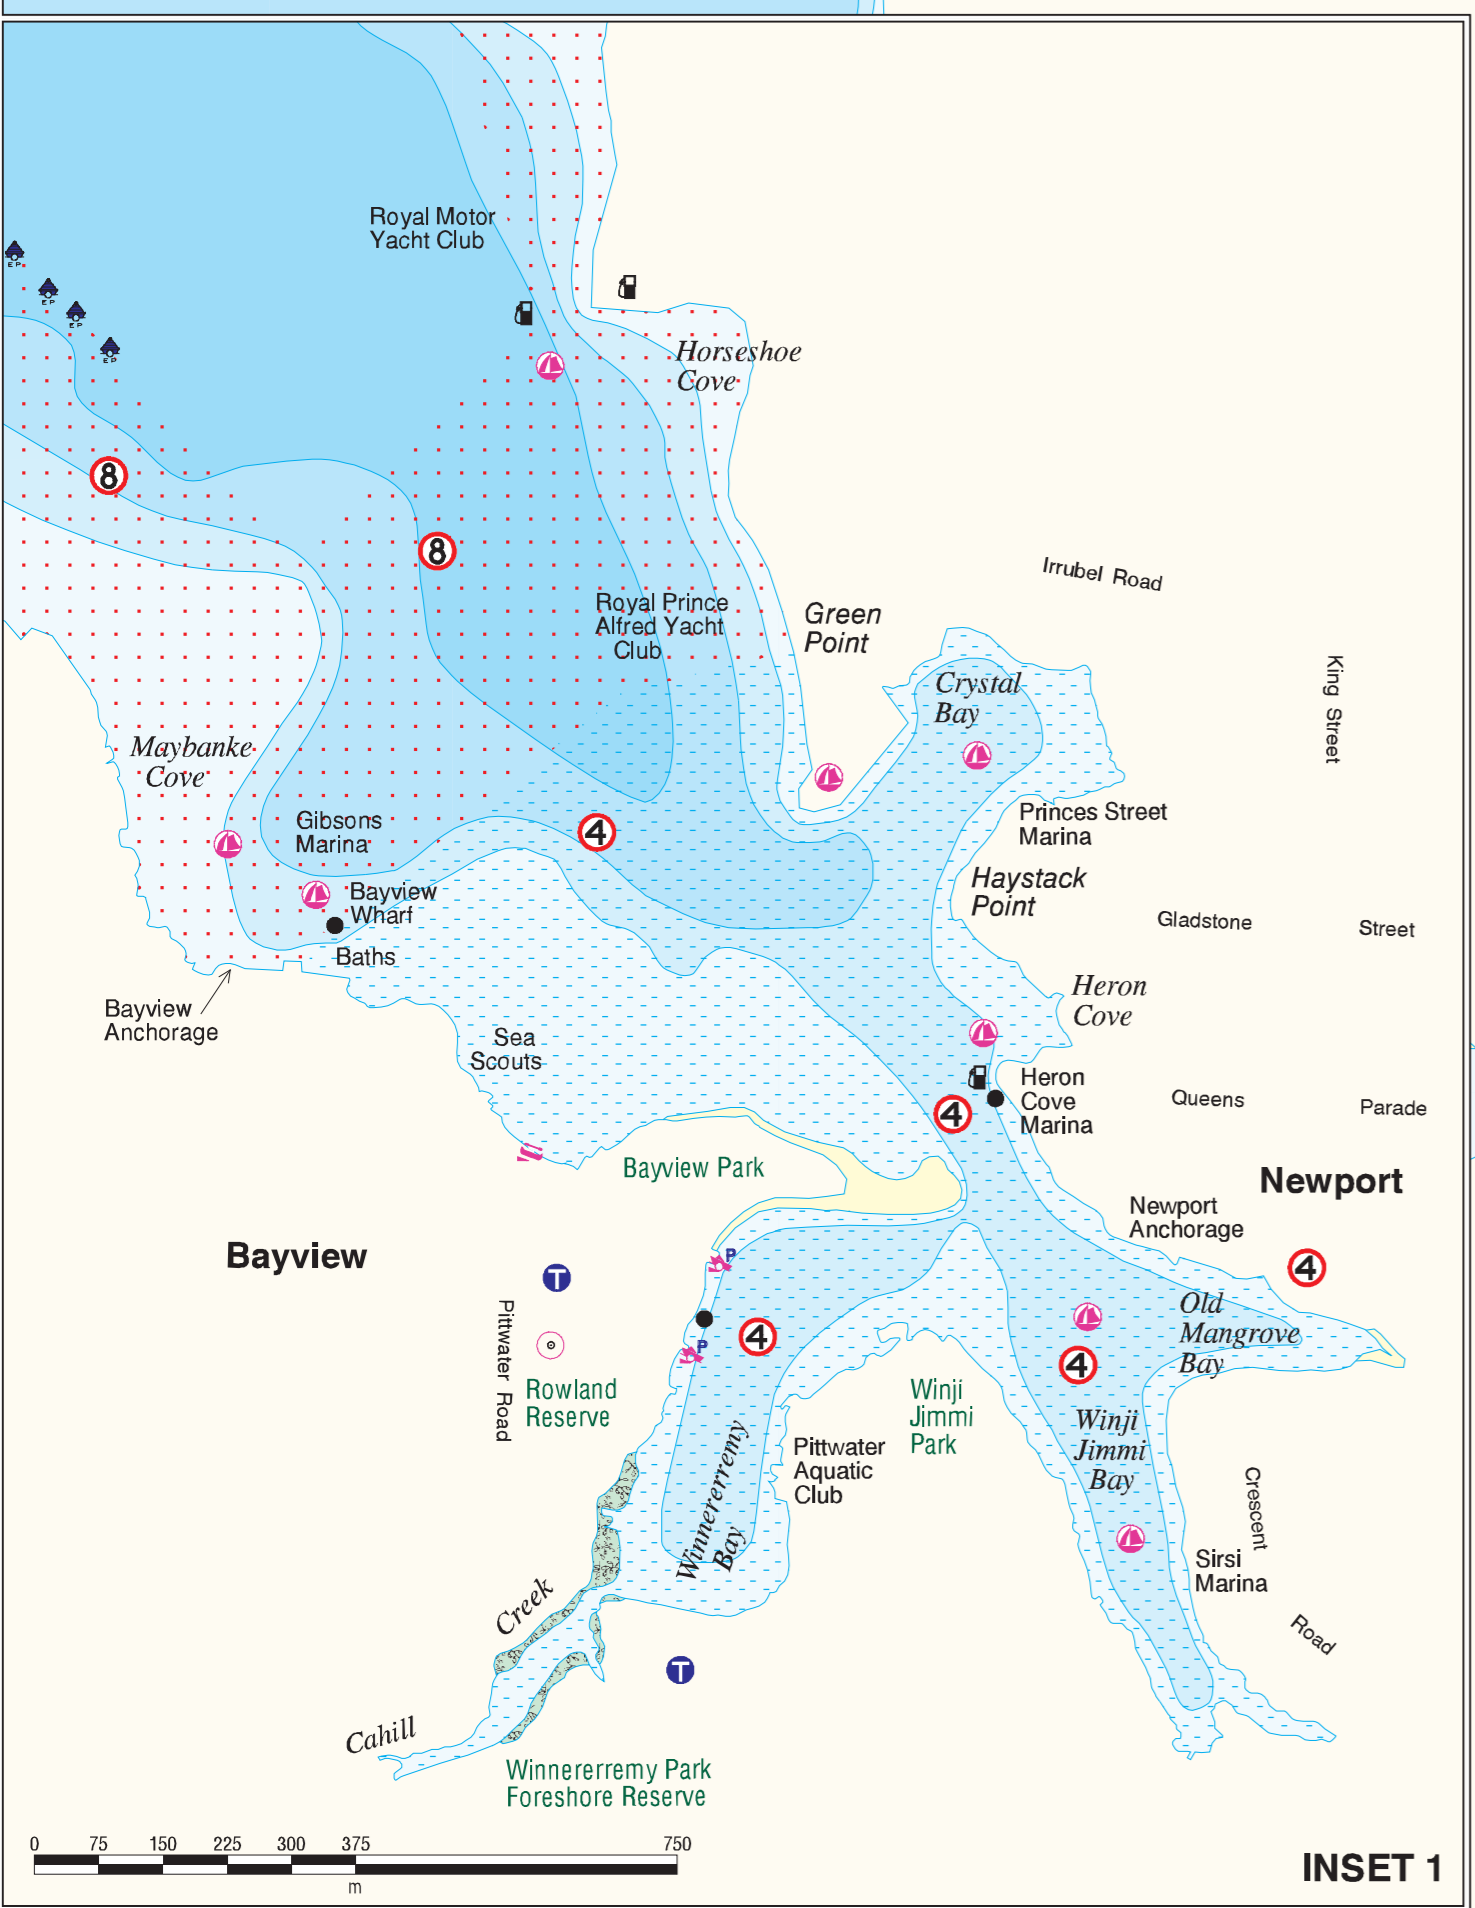 Royal Motor
Yacht Club
E P
E P
E P
E P
Horseshoe
Cove
8
8
Irrubel Road
Royal Prince
Alfred Yacht
Club
Green
Point
King Street
Crystal
Bay
Maybanke
Cove
Gibsons
Marina
4
Princes Street
Marina
Haystack
Point
Bayview
Wharf
Gladstone Street
Baths
Bayview
Anchorage
Heron
Cove
Sea
Scouts
Heron
Cove
Marina
4
Queens Parade
Bayview Park
Newport
Newport
Anchorage
Bayview
P
4
T
Pittwater Road
4
P
Old
Mangrove
Bay
4
Rowland
Reserve
Winji
Jimmi
Park
Winji
Jimmi
Bay
Pittwater
Aquatic
Club
Winnererremy
Bay
Crescent
Road
Sirsi
Marina
Cahill Creek
T
Winnererremy Park
Foreshore Reserve
0 75 150 225 300 375 750
m
INSET 1